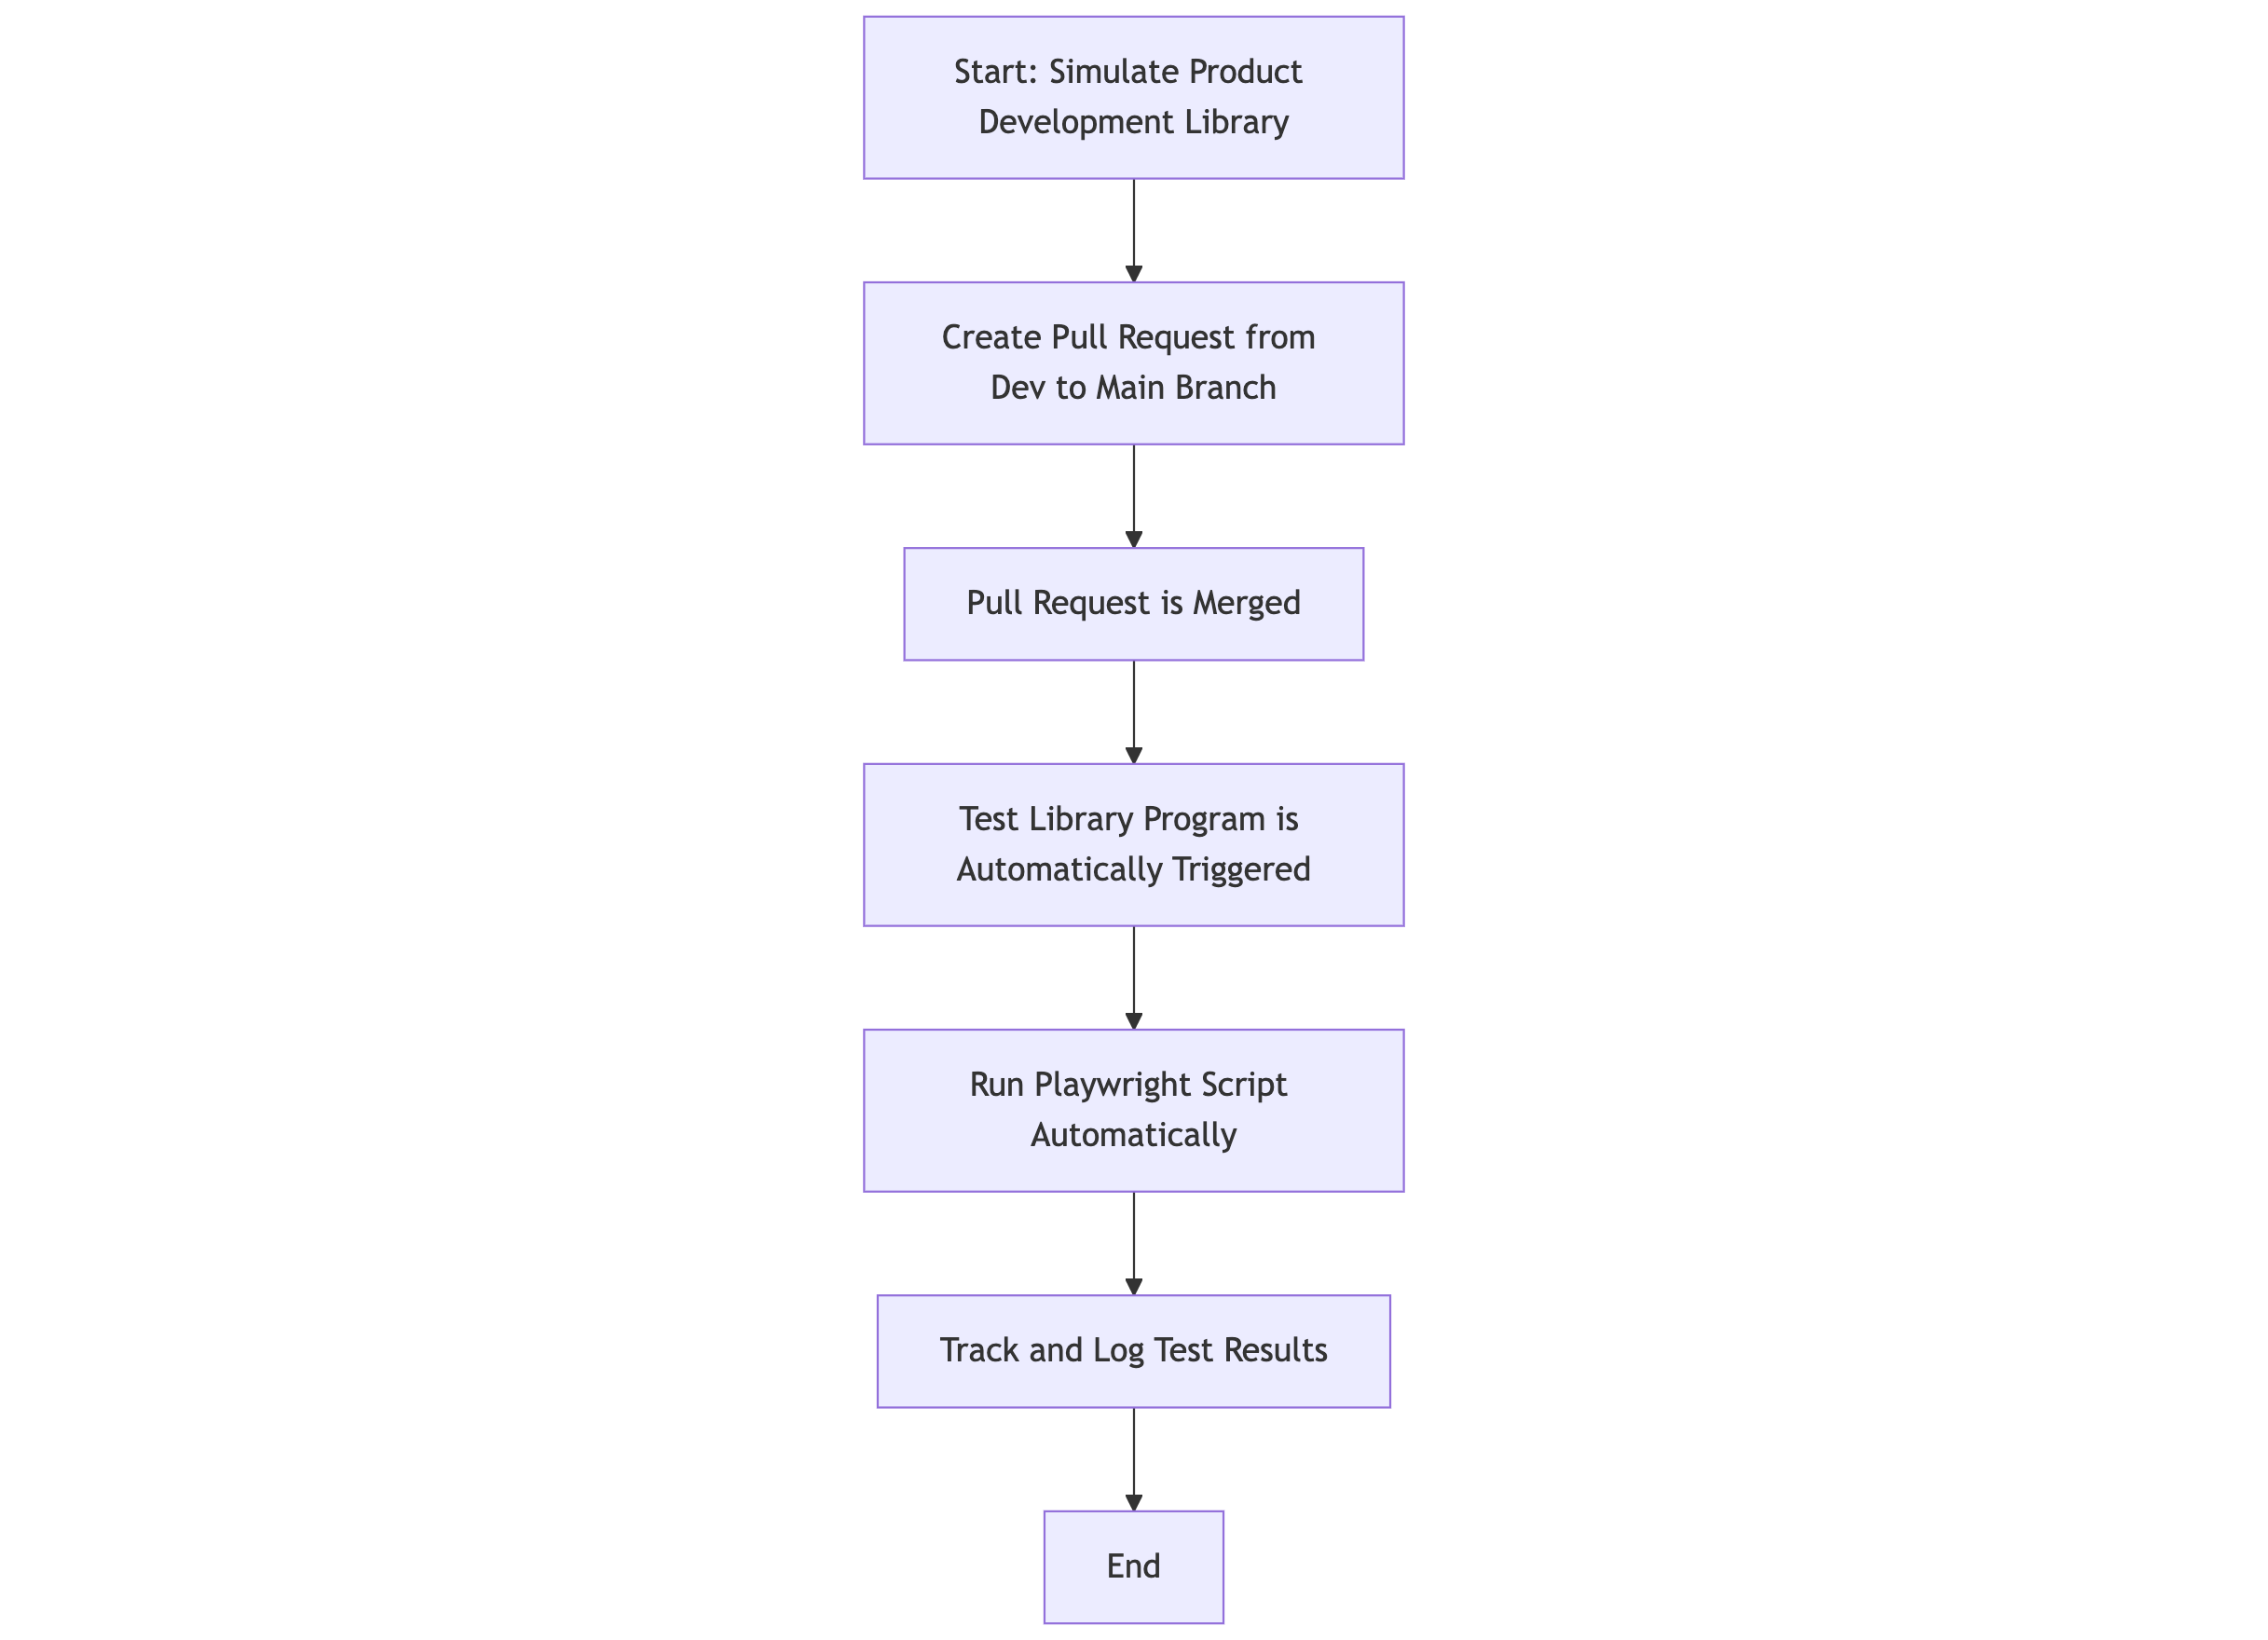 Start: Simulate Product
Development Library
Create Pull Request from
Dev to Main Branch
Pull Request is Merged
Test Library Program is
Automatically Triggered
Run Playwright Script
Automatically
Track and Log Test Results
End